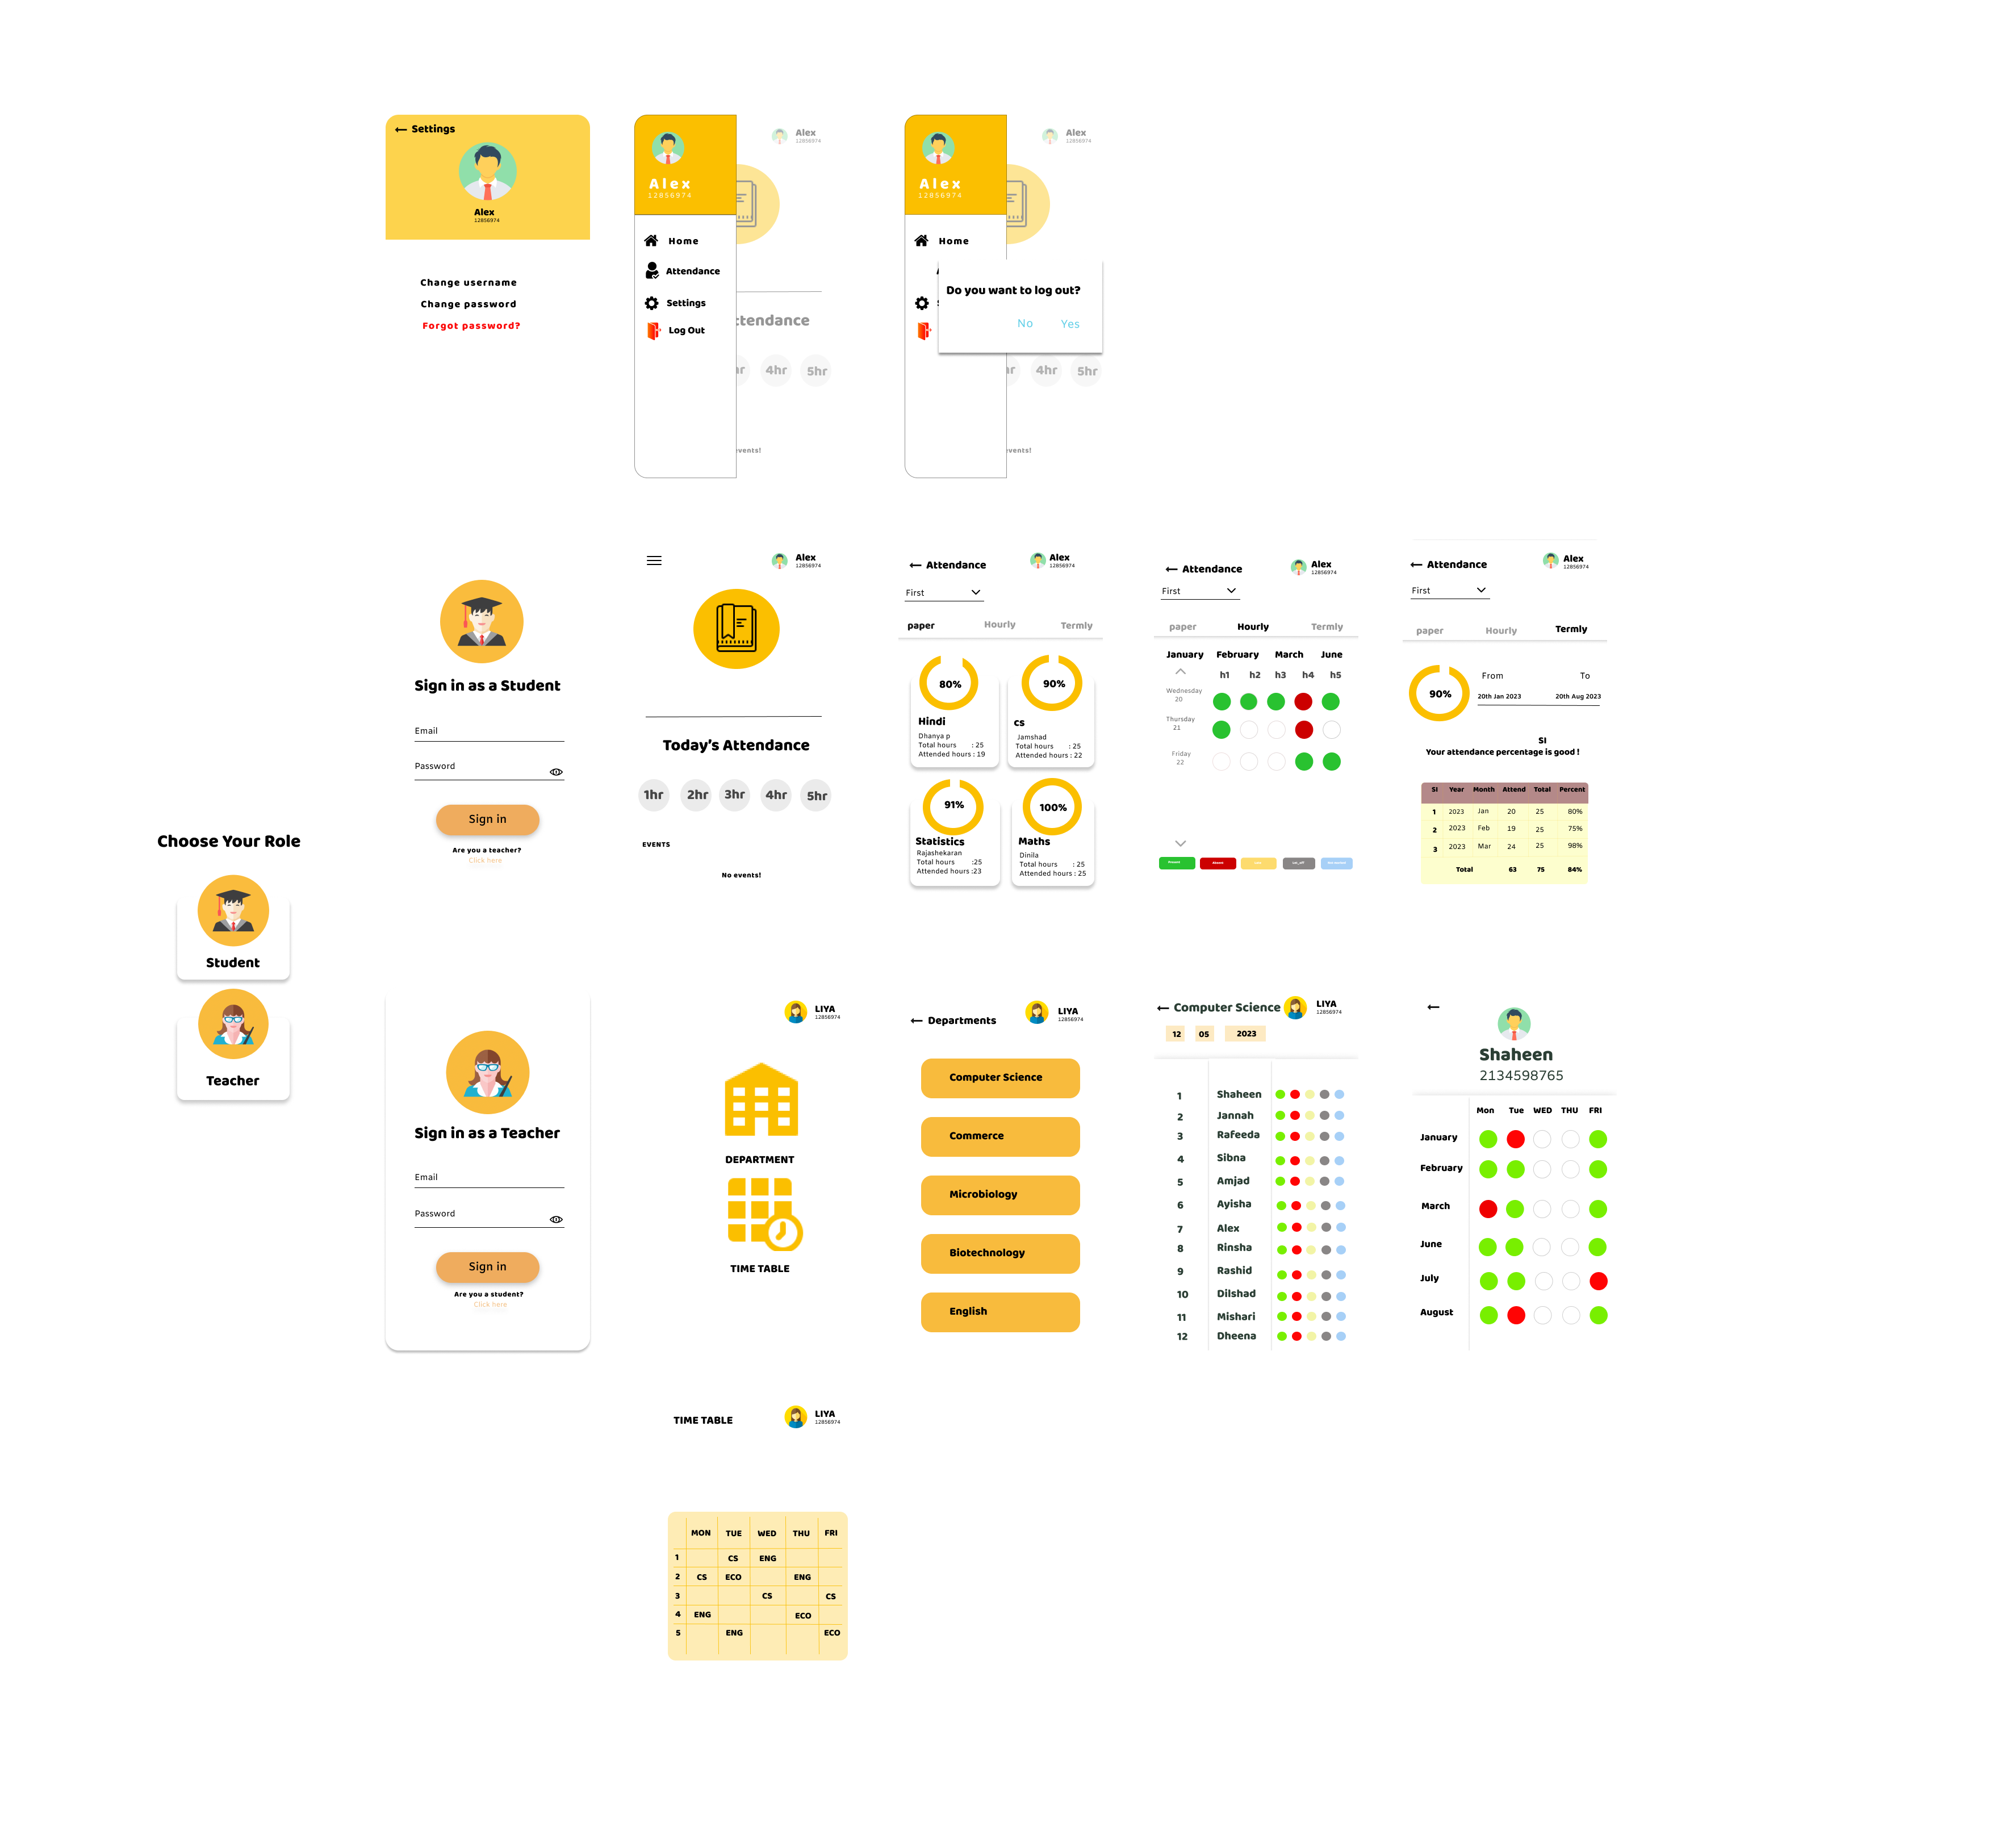 Settings
Alex
12856974
Change username
Change password
Forgot password?
Alex
12856974
Home
Attendance
Settings
Log Out
Alex
12856974
ttendance
4hr
5hr
events!
Alex
12856974
Home
Do you want to log out?
No
Yes
Alex
12856974
4hr
5hr
events!
Choose Your Role
Student
Teacher
Sign in as a Student
Email
Password
Sign in
Are you a teacher?
Click here
Alex
12856974
Today's Attendance
1hr 2hr 3hr 4hr 5hr
EVENTS
No events!
Attendance
Alex
12856974
First
paper Hourly Termly
80%
Hindi
Dhanya p
Total hours : 25
Attended hours : 19
90%
cs
Jamshad
Total hours : 25
Attended hours : 22
91%
Statistics
Rajashekaran
Total hours :25
Attended hours :23
100%
Maths
Dinila
Total hours : 25
Attended hours : 25
Attendance
Alex
12856974
First
paper Hourly Termly
January February March June
h1 h2 h3 h4 h5
Wednesday
20
Thursday
21
Friday
22
Attendance
Alex
12856974
First
paper Hourly Termly
90%
From To
20th Jan 2023 20th Aug 2023
SI
Your attendance percentage is good !
SI Year Month Attend Total Percent
1 2023 Jan 20 25 80%
2 2023 Feb 19 25 75%
3 2023 Mar 24 25 98%
Total 63 75 84%
Sign in as a Teacher
Email
Password
Sign in
Are you a student?
Click here
LIYA
12856974
DEPARTMENT
TIME TABLE
Departments
LIYA
12856974
Computer Science
Commerce
Microbiology
Biotechnology
English
Computer Science
LIYA
12856974
12 05 2023
1 Shaheen
2 Jannah
3 Rafeeda
4 Sibna
5 Amjad
6 Ayisha
7 Alex
8 Rinsha
9 Rashid
10 Dilshad
11 Mishari
12 Dheena
Shaheen
2134598765
Mon Tue WED THU FRI
January
February
March
June
July
August
TIME TABLE
LIYA
12856974
MON TUE WED THU FRI
1 CS ENG
2 CS ECO ENG
3 CS CS
4 ENG ECO
5 ENG ECO